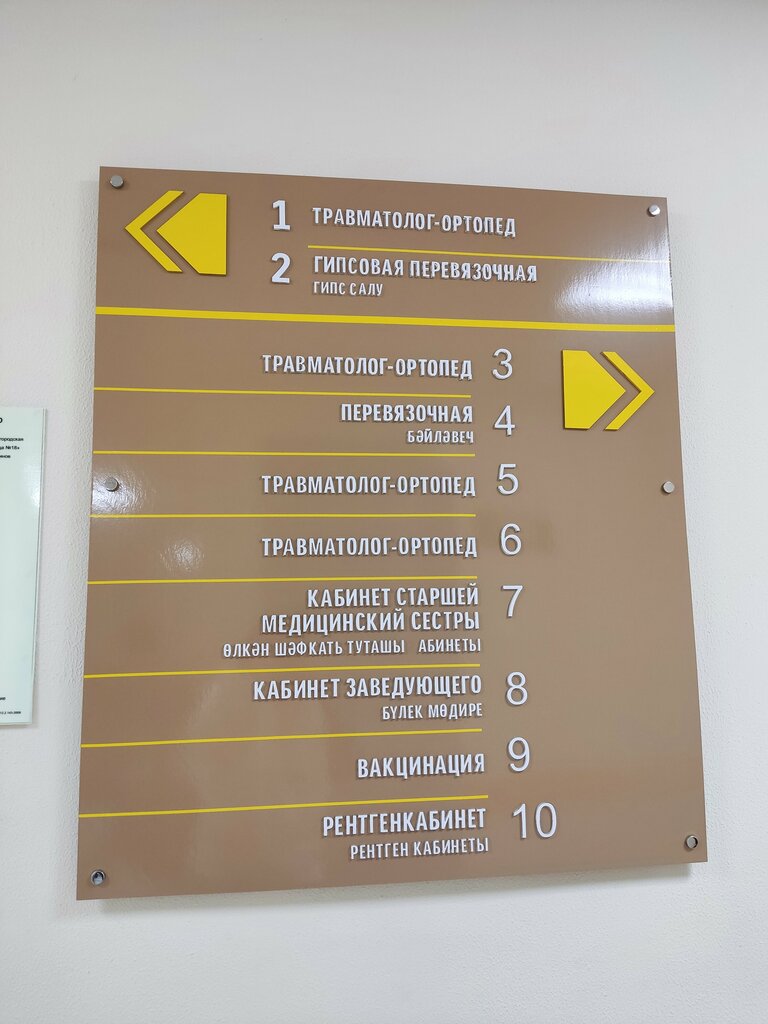 1 ТРАВМАТОЛОГ-ОРТОПЕД
2 ГИПСОВАЯ ПЕРЕВЯЗОЧНАЯ
ГИПС САЛУ
ТРАВМАТОЛОГ-ОРТОПЕД 3
ПЕРЕВЯЗОЧНАЯ 4
БӘЙЛӘВЕЧ
ТРАВМАТОЛОГ-ОРТОПЕД 5
ТРАВМАТОЛОГ-ОРТОПЕД 6
КАБИНЕТ СТАРШЕЙ 7
МЕДИЦИНСКИЙ СЕСТРЫ
ӨЛКӘН ШӘФКАТЬ ТУТАШЫ АБИНЕТЫ
КАБИНЕТ ЗАВЕДУЮЩЕГО 8
БҮЛЕК МӨДИРЕ
ВАКЦИНАЦИЯ 9
РЕНТГЕНКАБИНЕТ 10
РЕНТГЕН КАБИНЕТЫ